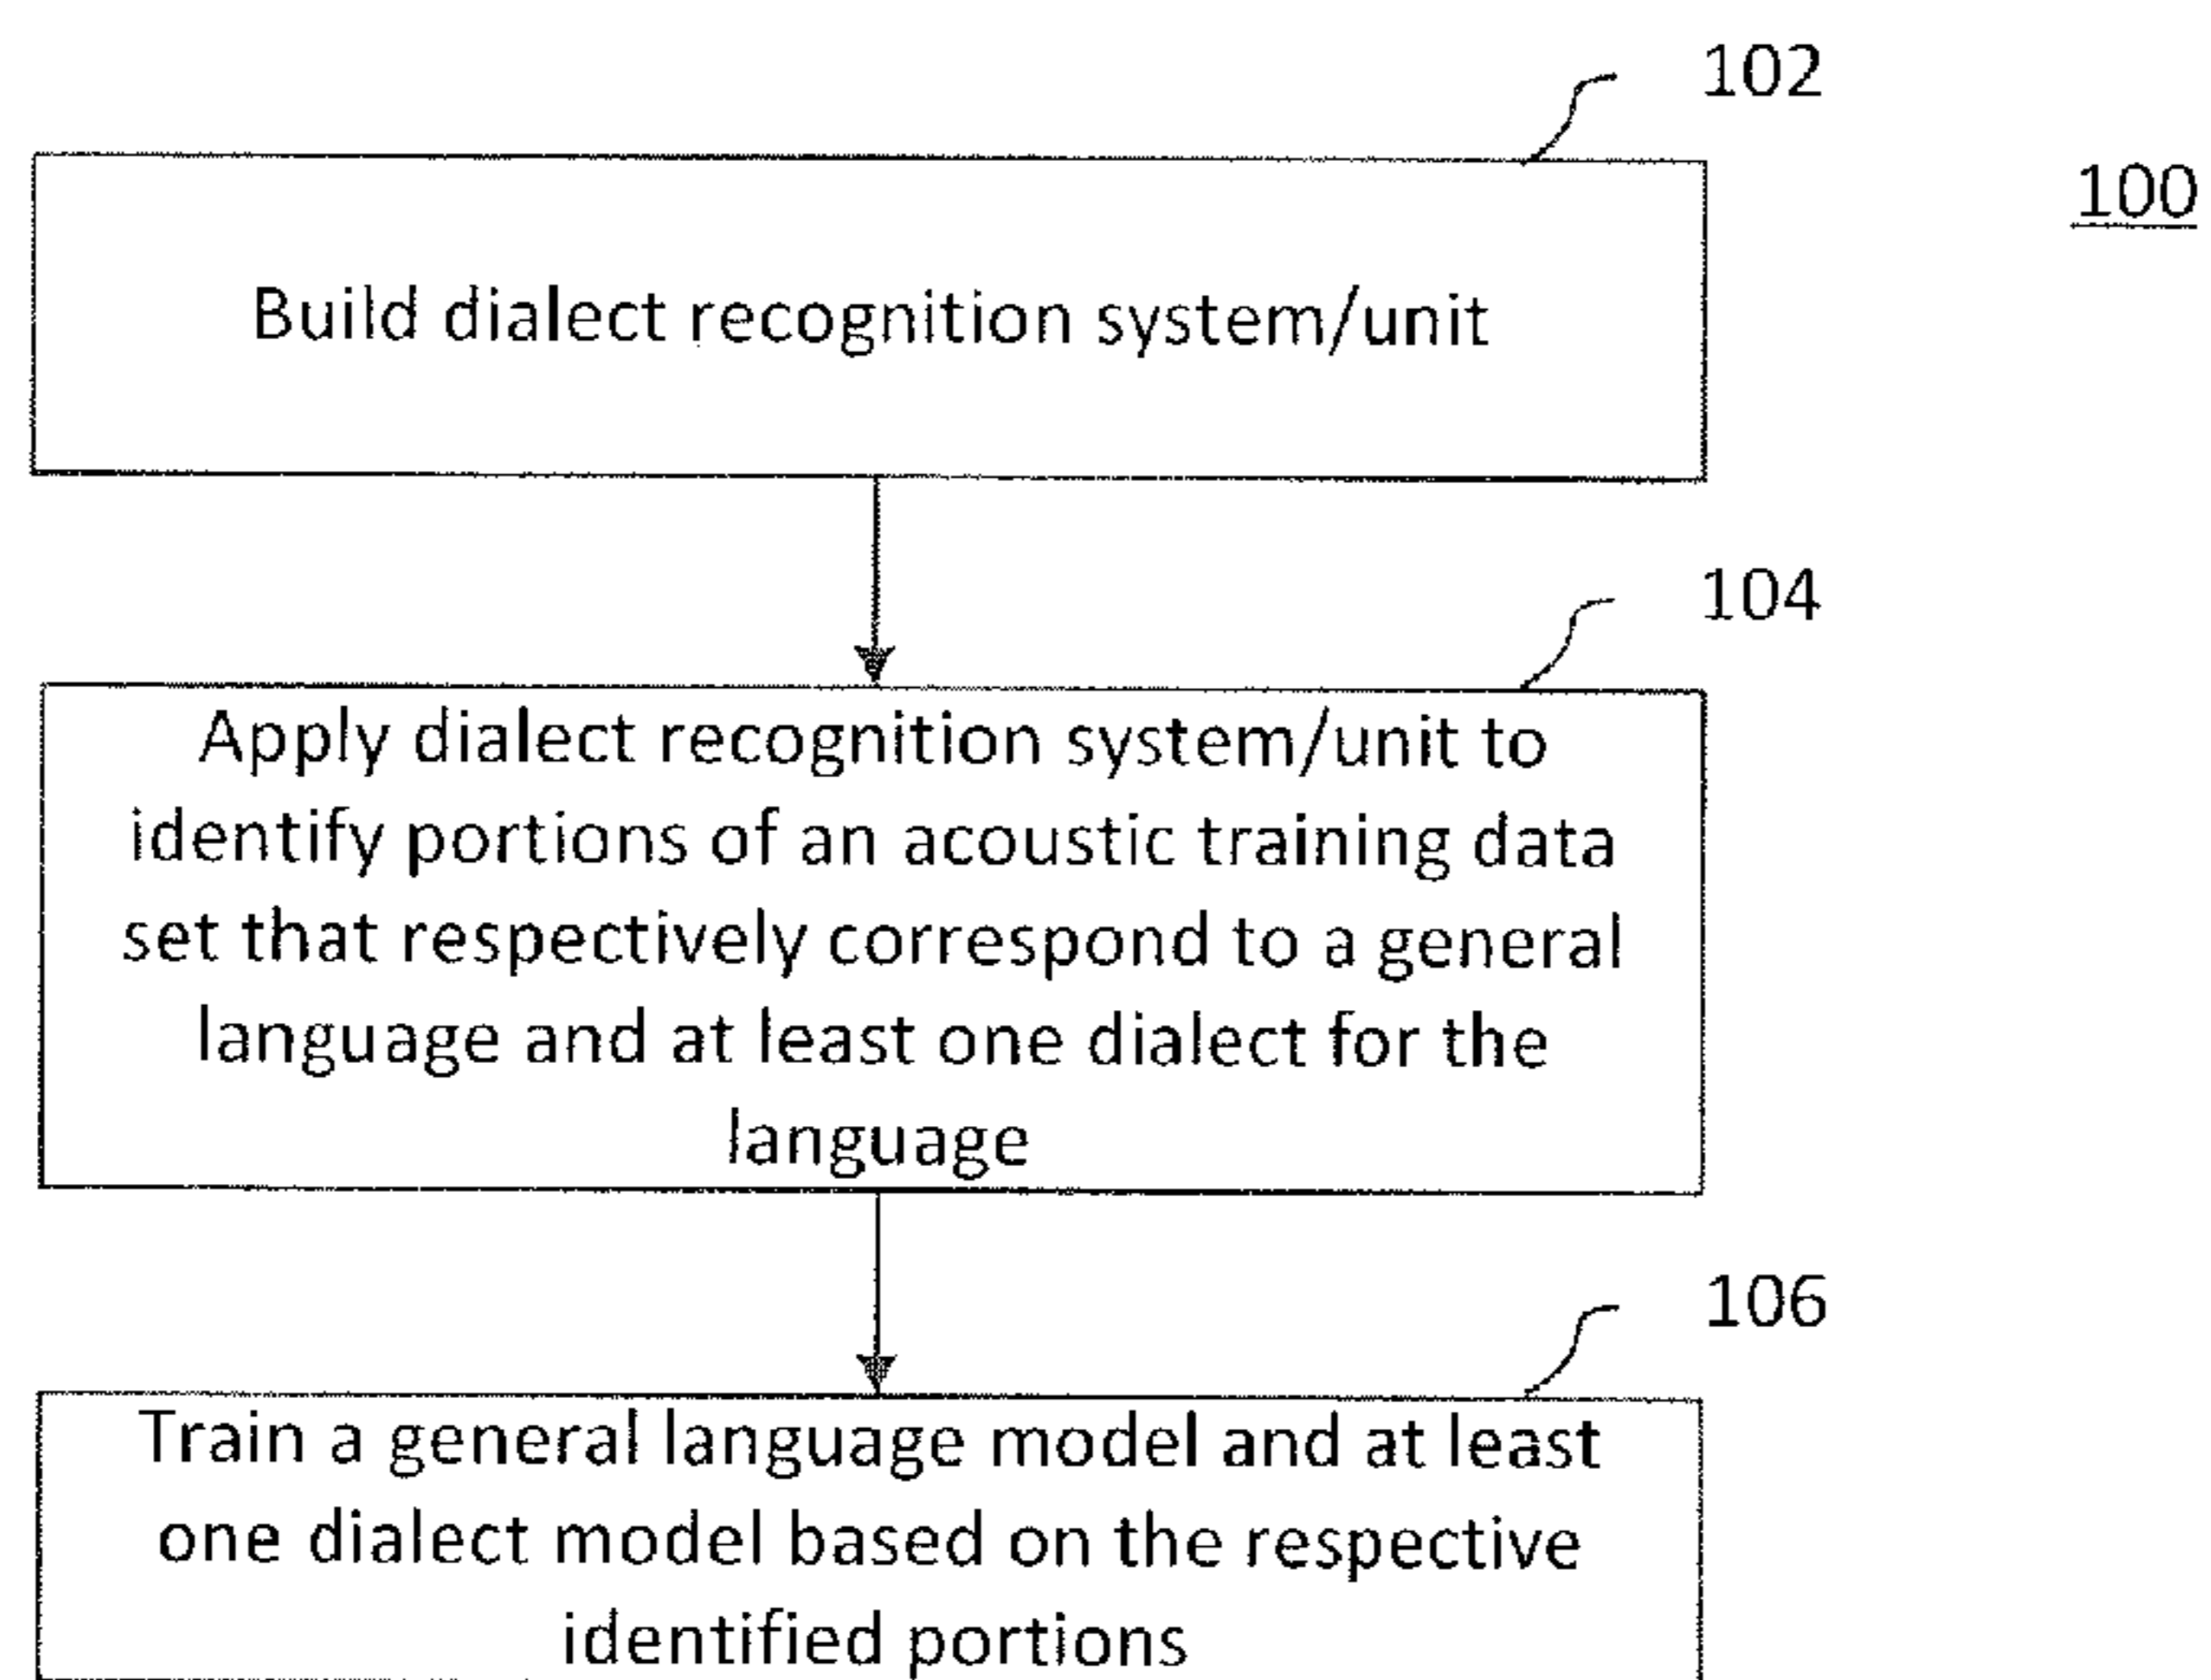 102
100
Build dialect recognition system/unit
104
Apply dialect recognition system/unit to
identify portions of an acoustic training data
set that respectively correspond to a general
language and at least one dialect for the
language
106
Train a general language model and at least
one dialect model based on the respective
identified portions